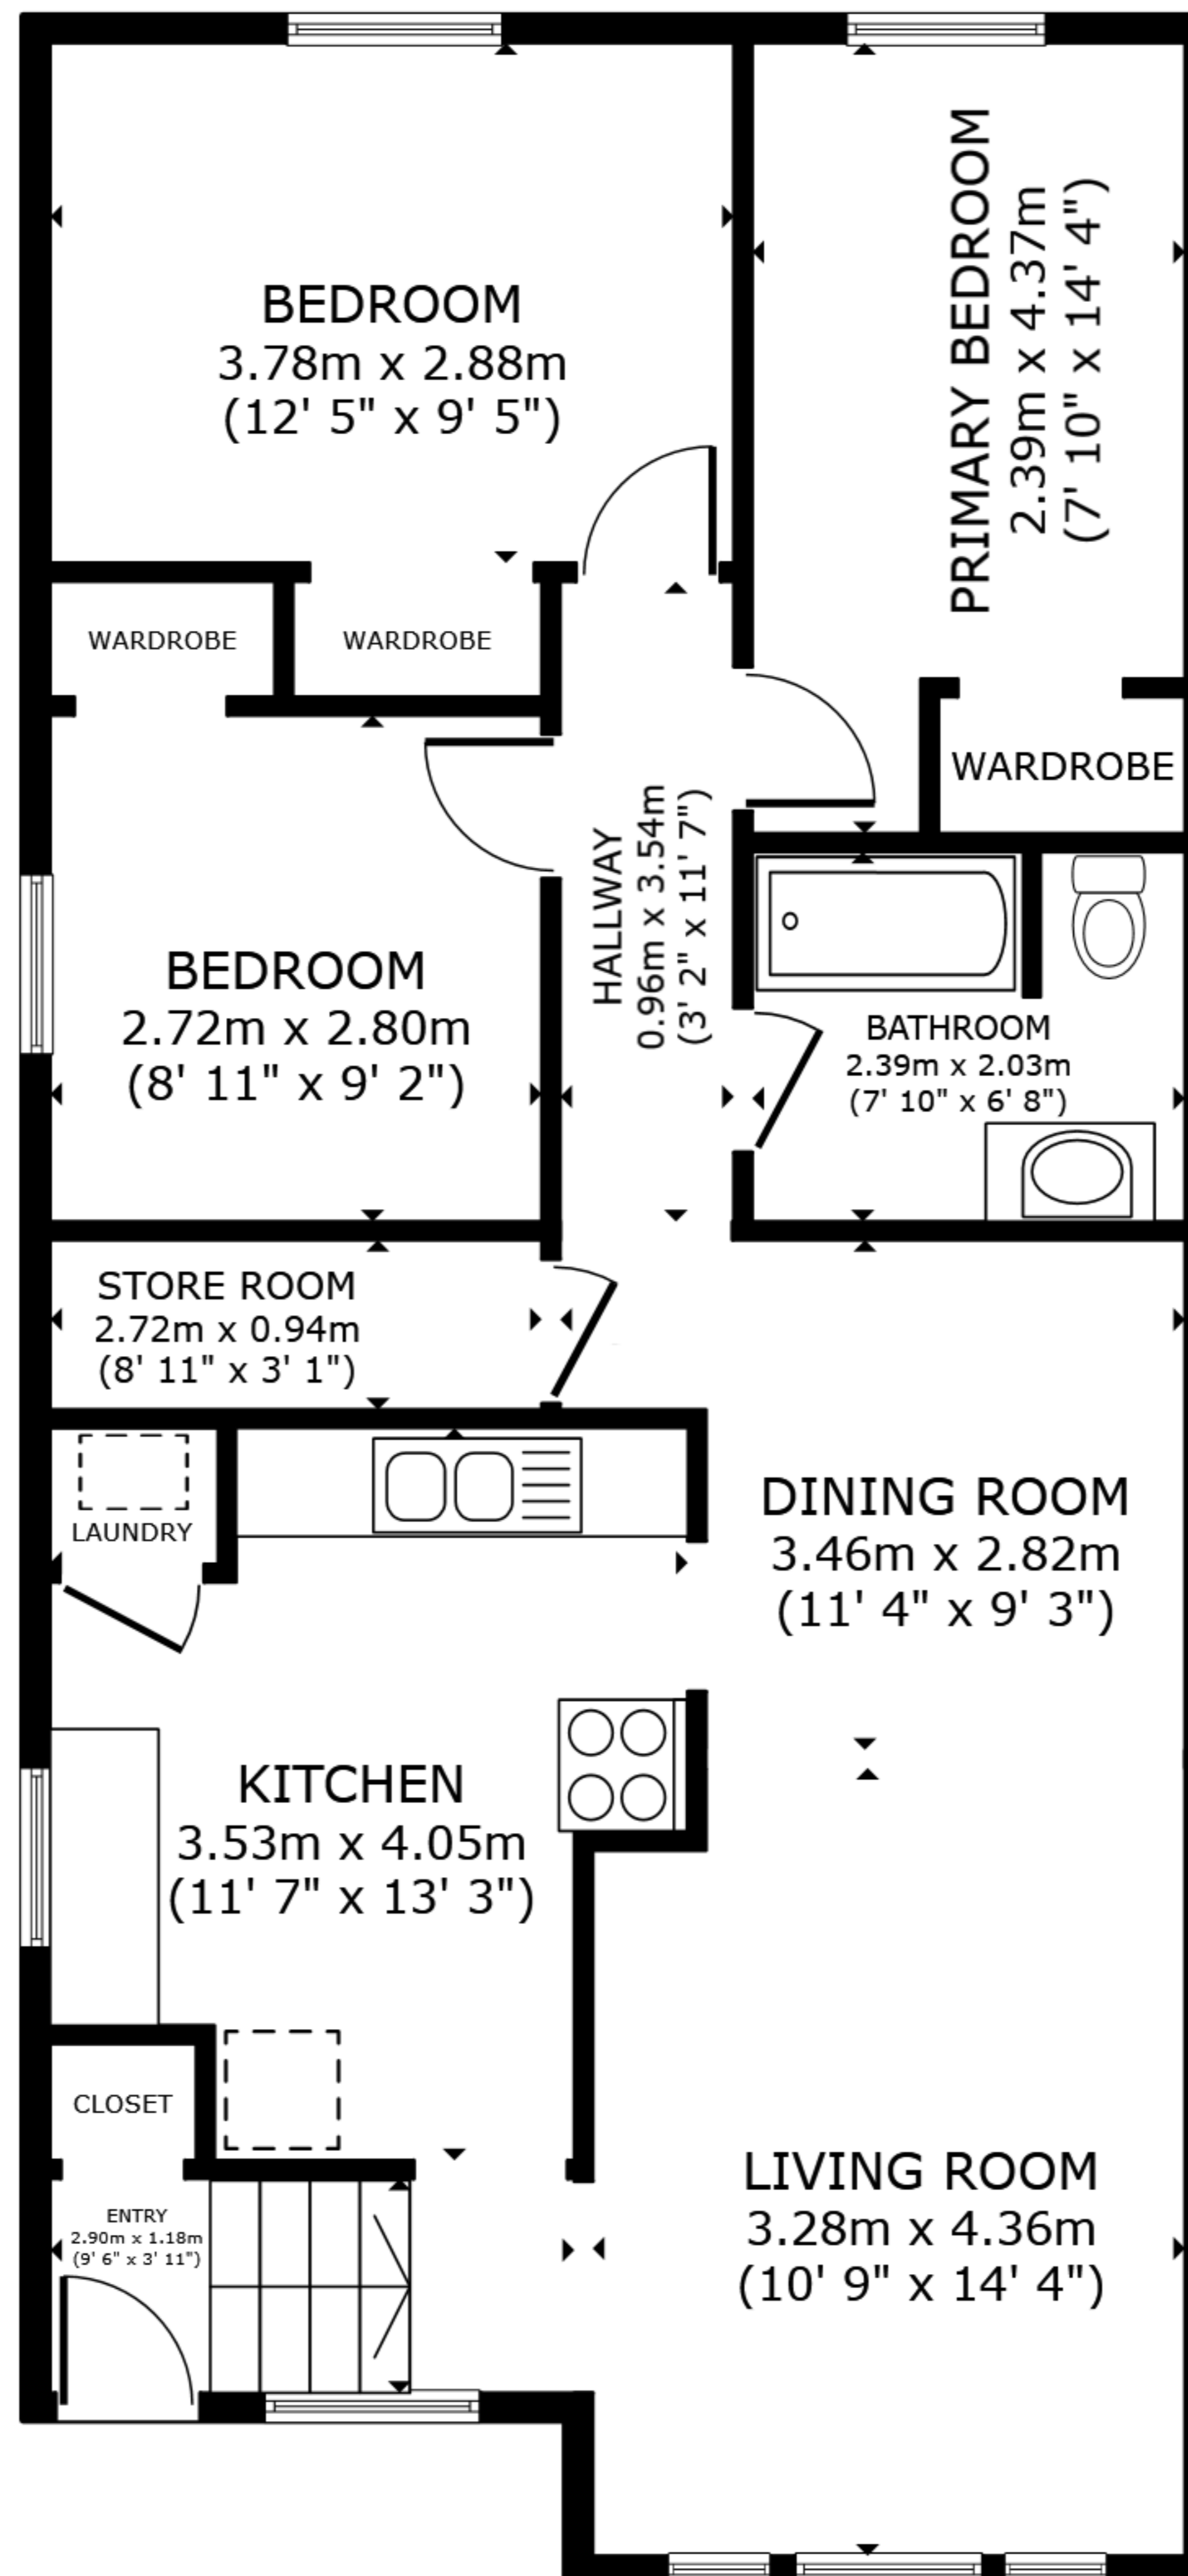 BEDROOM
3.78m x 2.88m
(12' 5" x 9' 5")
PRIMARY BEDROOM
2.39m x 4.37m
(7' 10" x 14' 4")
WARDROBE
WARDROBE
WARDROBE
HALLWAY
0.96m x 3.54m
(3' 2" x 11' 7")
BEDROOM
2.72m x 2.80m
(8' 11" x 9' 2")
BATHROOM
2.39m x 2.03m
(7' 10" x 6' 8")
STORE ROOM
2.72m x 0.94m
(8' 11" x 3' 1")
LAUNDRY
DINING ROOM
3.46m x 2.82m
(11' 4" x 9' 3")
KITCHEN
3.53m x 4.05m
(11' 7" x 13' 3")
CLOSET
ENTRY
2.90m x 1.18m
(9' 6" x 3' 11")
LIVING ROOM
3.28m x 4.36m
(10' 9" x 14' 4")